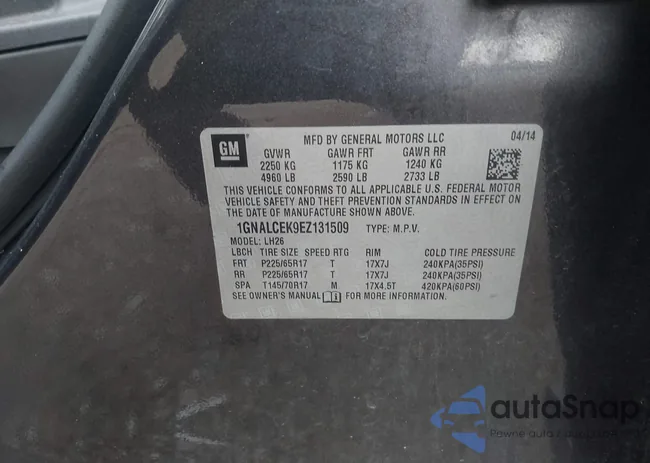 GM
MFD BY GENERAL MOTORS LLC 04/14
GVWR GAWR FRT GAWR RR
2250 KG 1175 KG 1240 KG
4960 LB 2590 LB 2733 LB
THIS VEHICLE CONFORMS TO ALL APPLICABLE U.S. FEDERAL MOTOR
VEHICLE SAFETY AND THEFT PREVENTION STANDARDS IN EFFECT ON
THE DATE OF MANUFACTURE SHOWN ABOVE.
1GNALCEK9EZ131509 TYPE: M.P.V.
MODEL: LH26
LBCH TIRE SIZE SPEED RTG RIM COLD TIRE PRESSURE
FRT P225/65R17 T 17X7J 240KPA(35PSI)
RR P225/65R17 T 17X7J 240KPA(35PSI)
SPA T145/70R17 M 17X4.5T 420KPA(60PSI)
SEE OWNER'S MANUAL FOR MORE INFORMATION.
autaSnap
Pewne auto